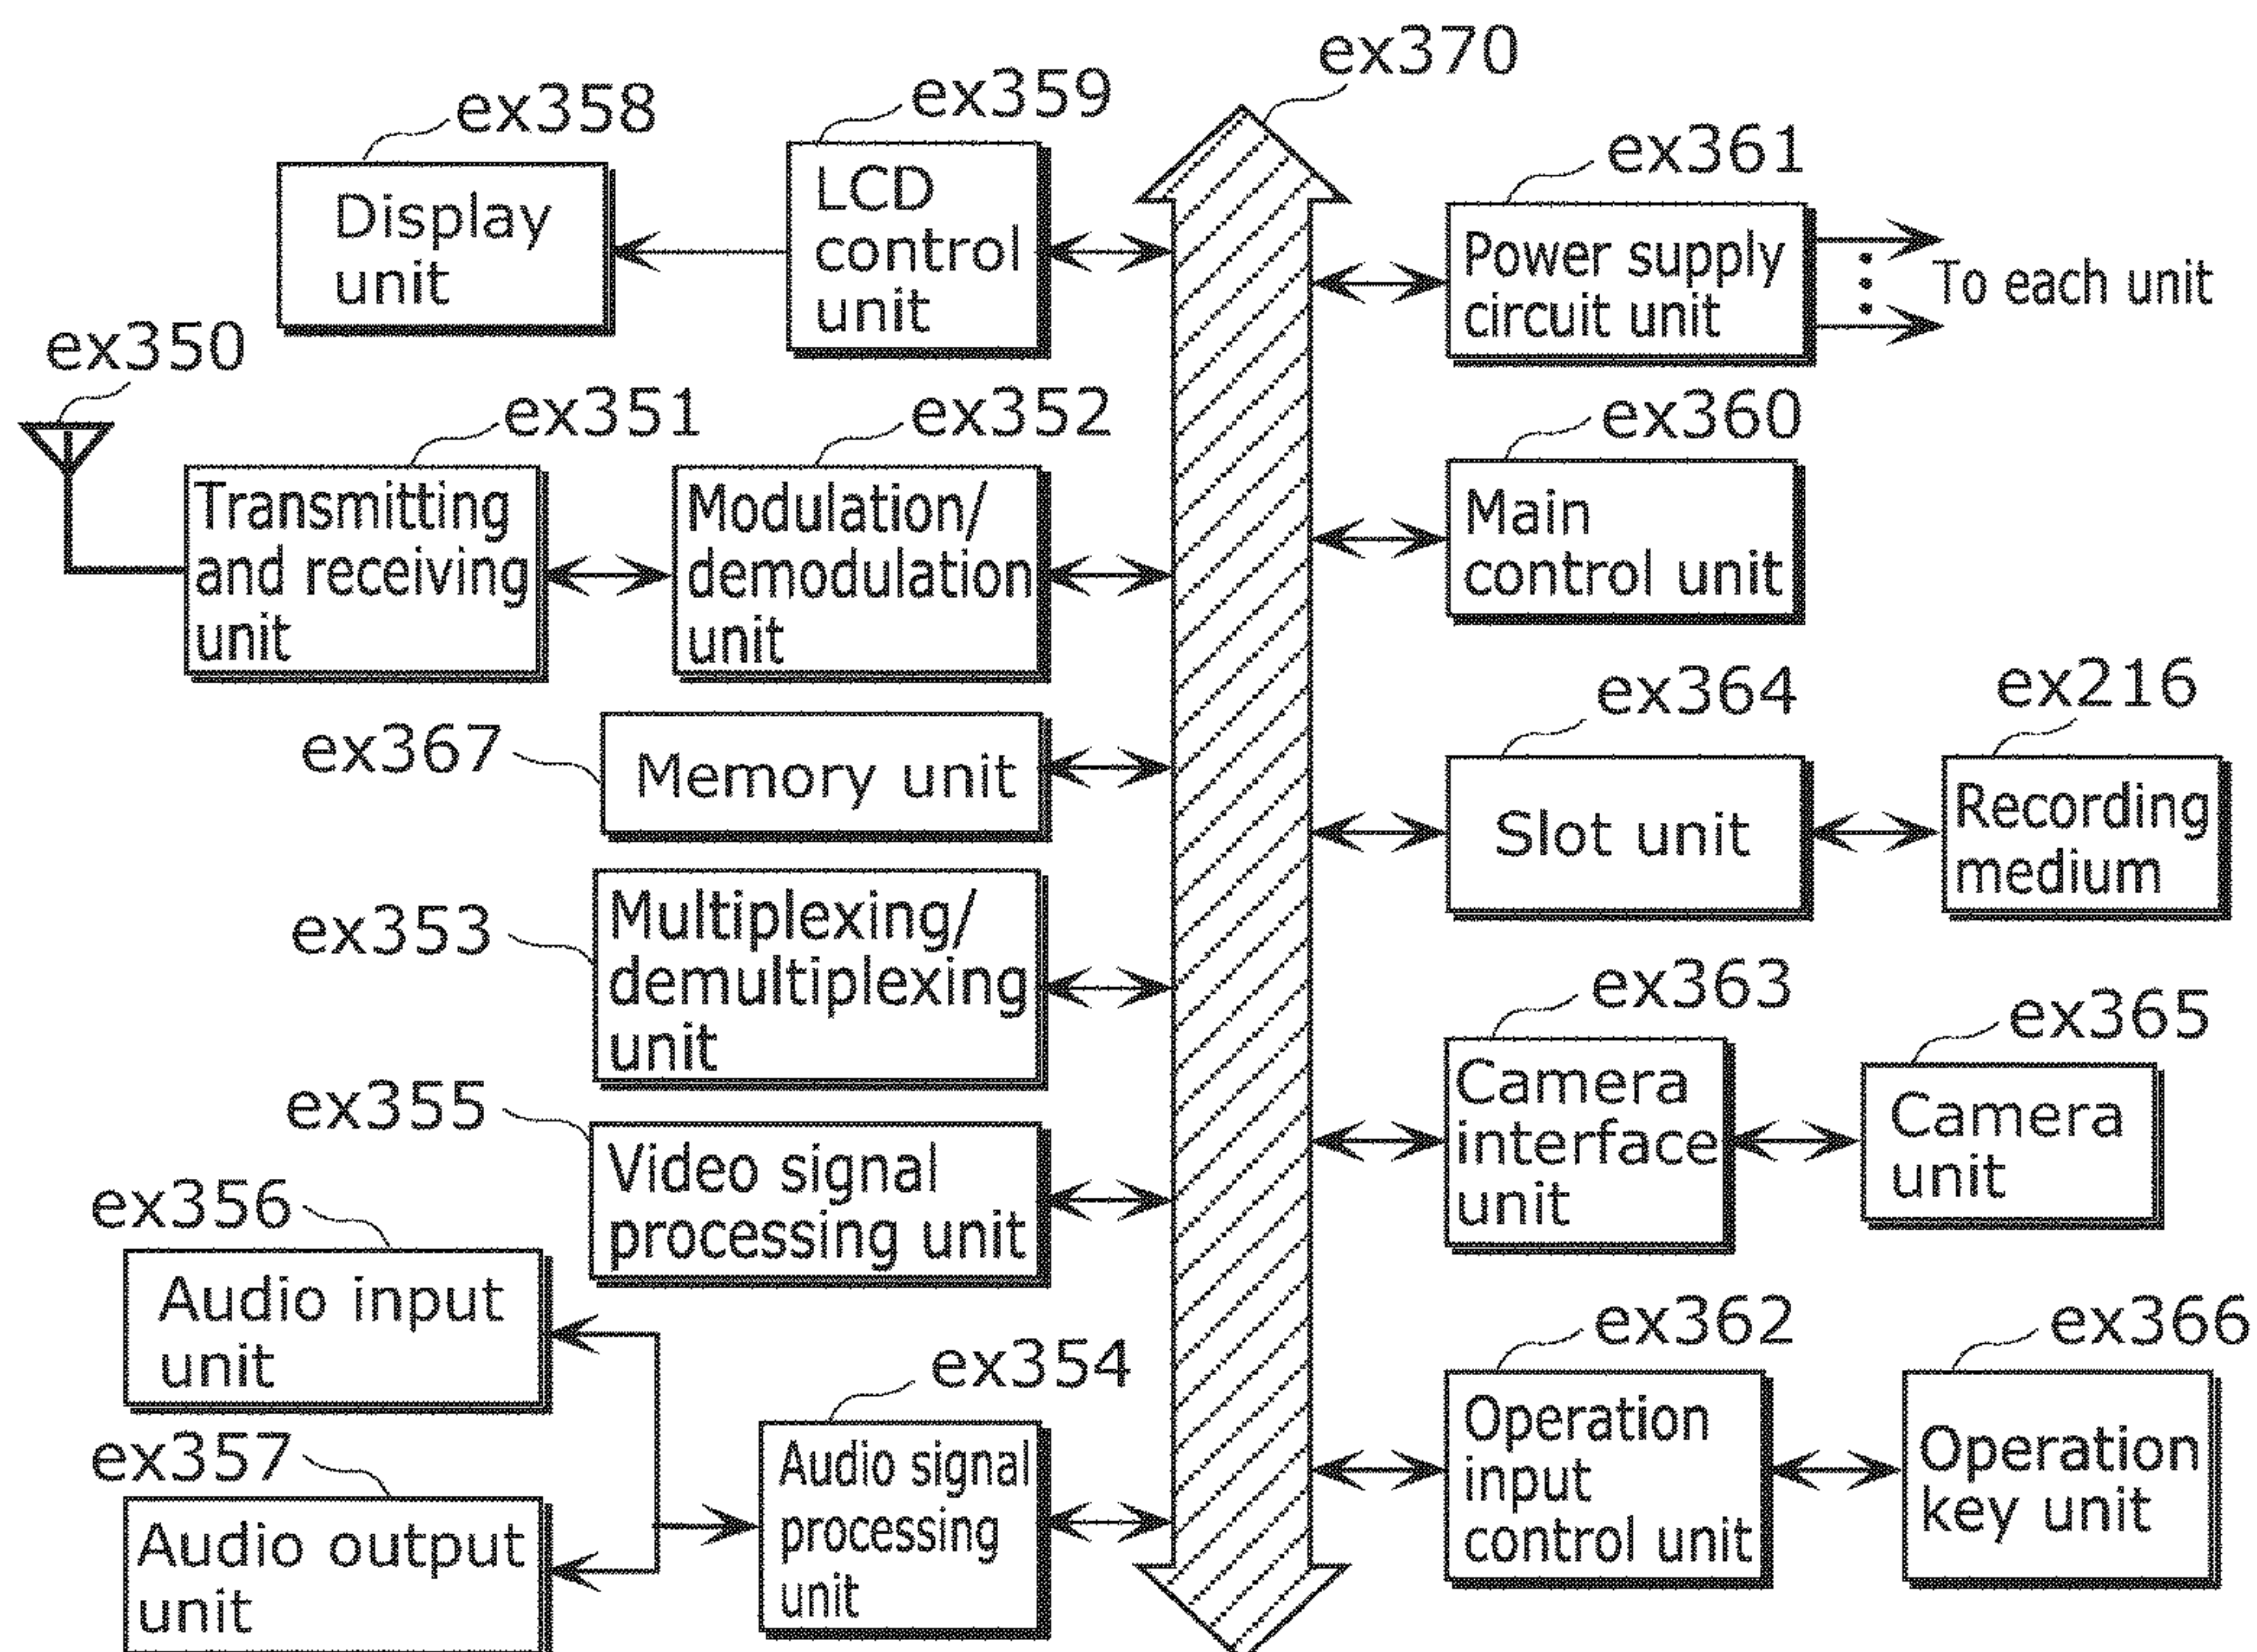 ex370
ex359
ex358
ex361
LCD
control
unit
Display
unit
Power supply
circuit unit
To each unit
ex350
ex351
ex352
ex360
Transmitting
and receiving
unit
Modulation/
demodulation
unit
Main
control unit
ex364
ex216
ex367
Memory unit
Slot unit
Recording
medium
ex353
Multiplexing/
demultiplexing
unit
ex363
ex365
Camera
interface
unit
Camera
unit
ex355
Video signal
processing unit
ex356
Audio input
unit
ex362
ex366
ex354
Operation
input
control unit
Operation
key unit
ex357
Audio output
unit
Audio signal
processing
unit